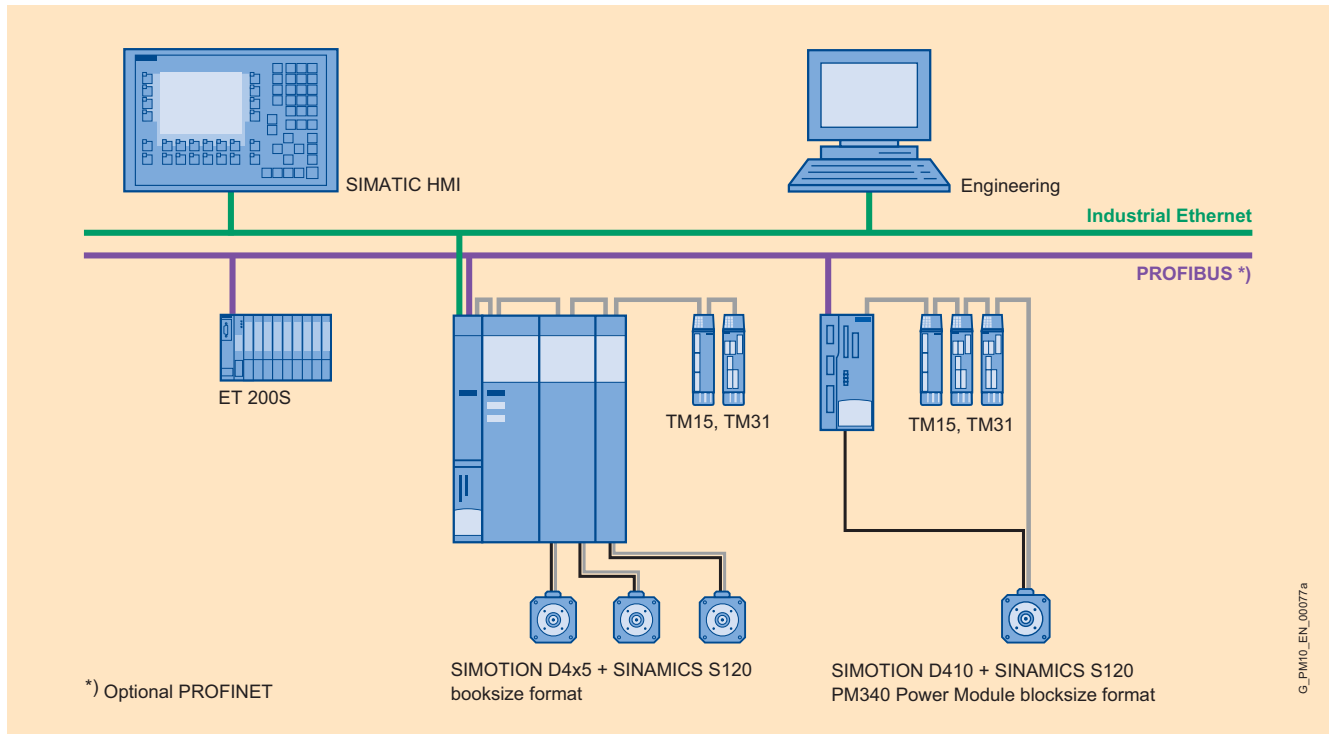 SIMATIC HMI
Engineering
Industrial Ethernet
PROFIBUS *)
ET 200S
TM15, TM31
TM15, TM31
SIMOTION D4x5 + SINAMICS S120
booksize format
SIMOTION D410 + SINAMICS S120
PM340 Power Module blocksize format
*) Optional PROFINET
G_PM10_EN_00077a